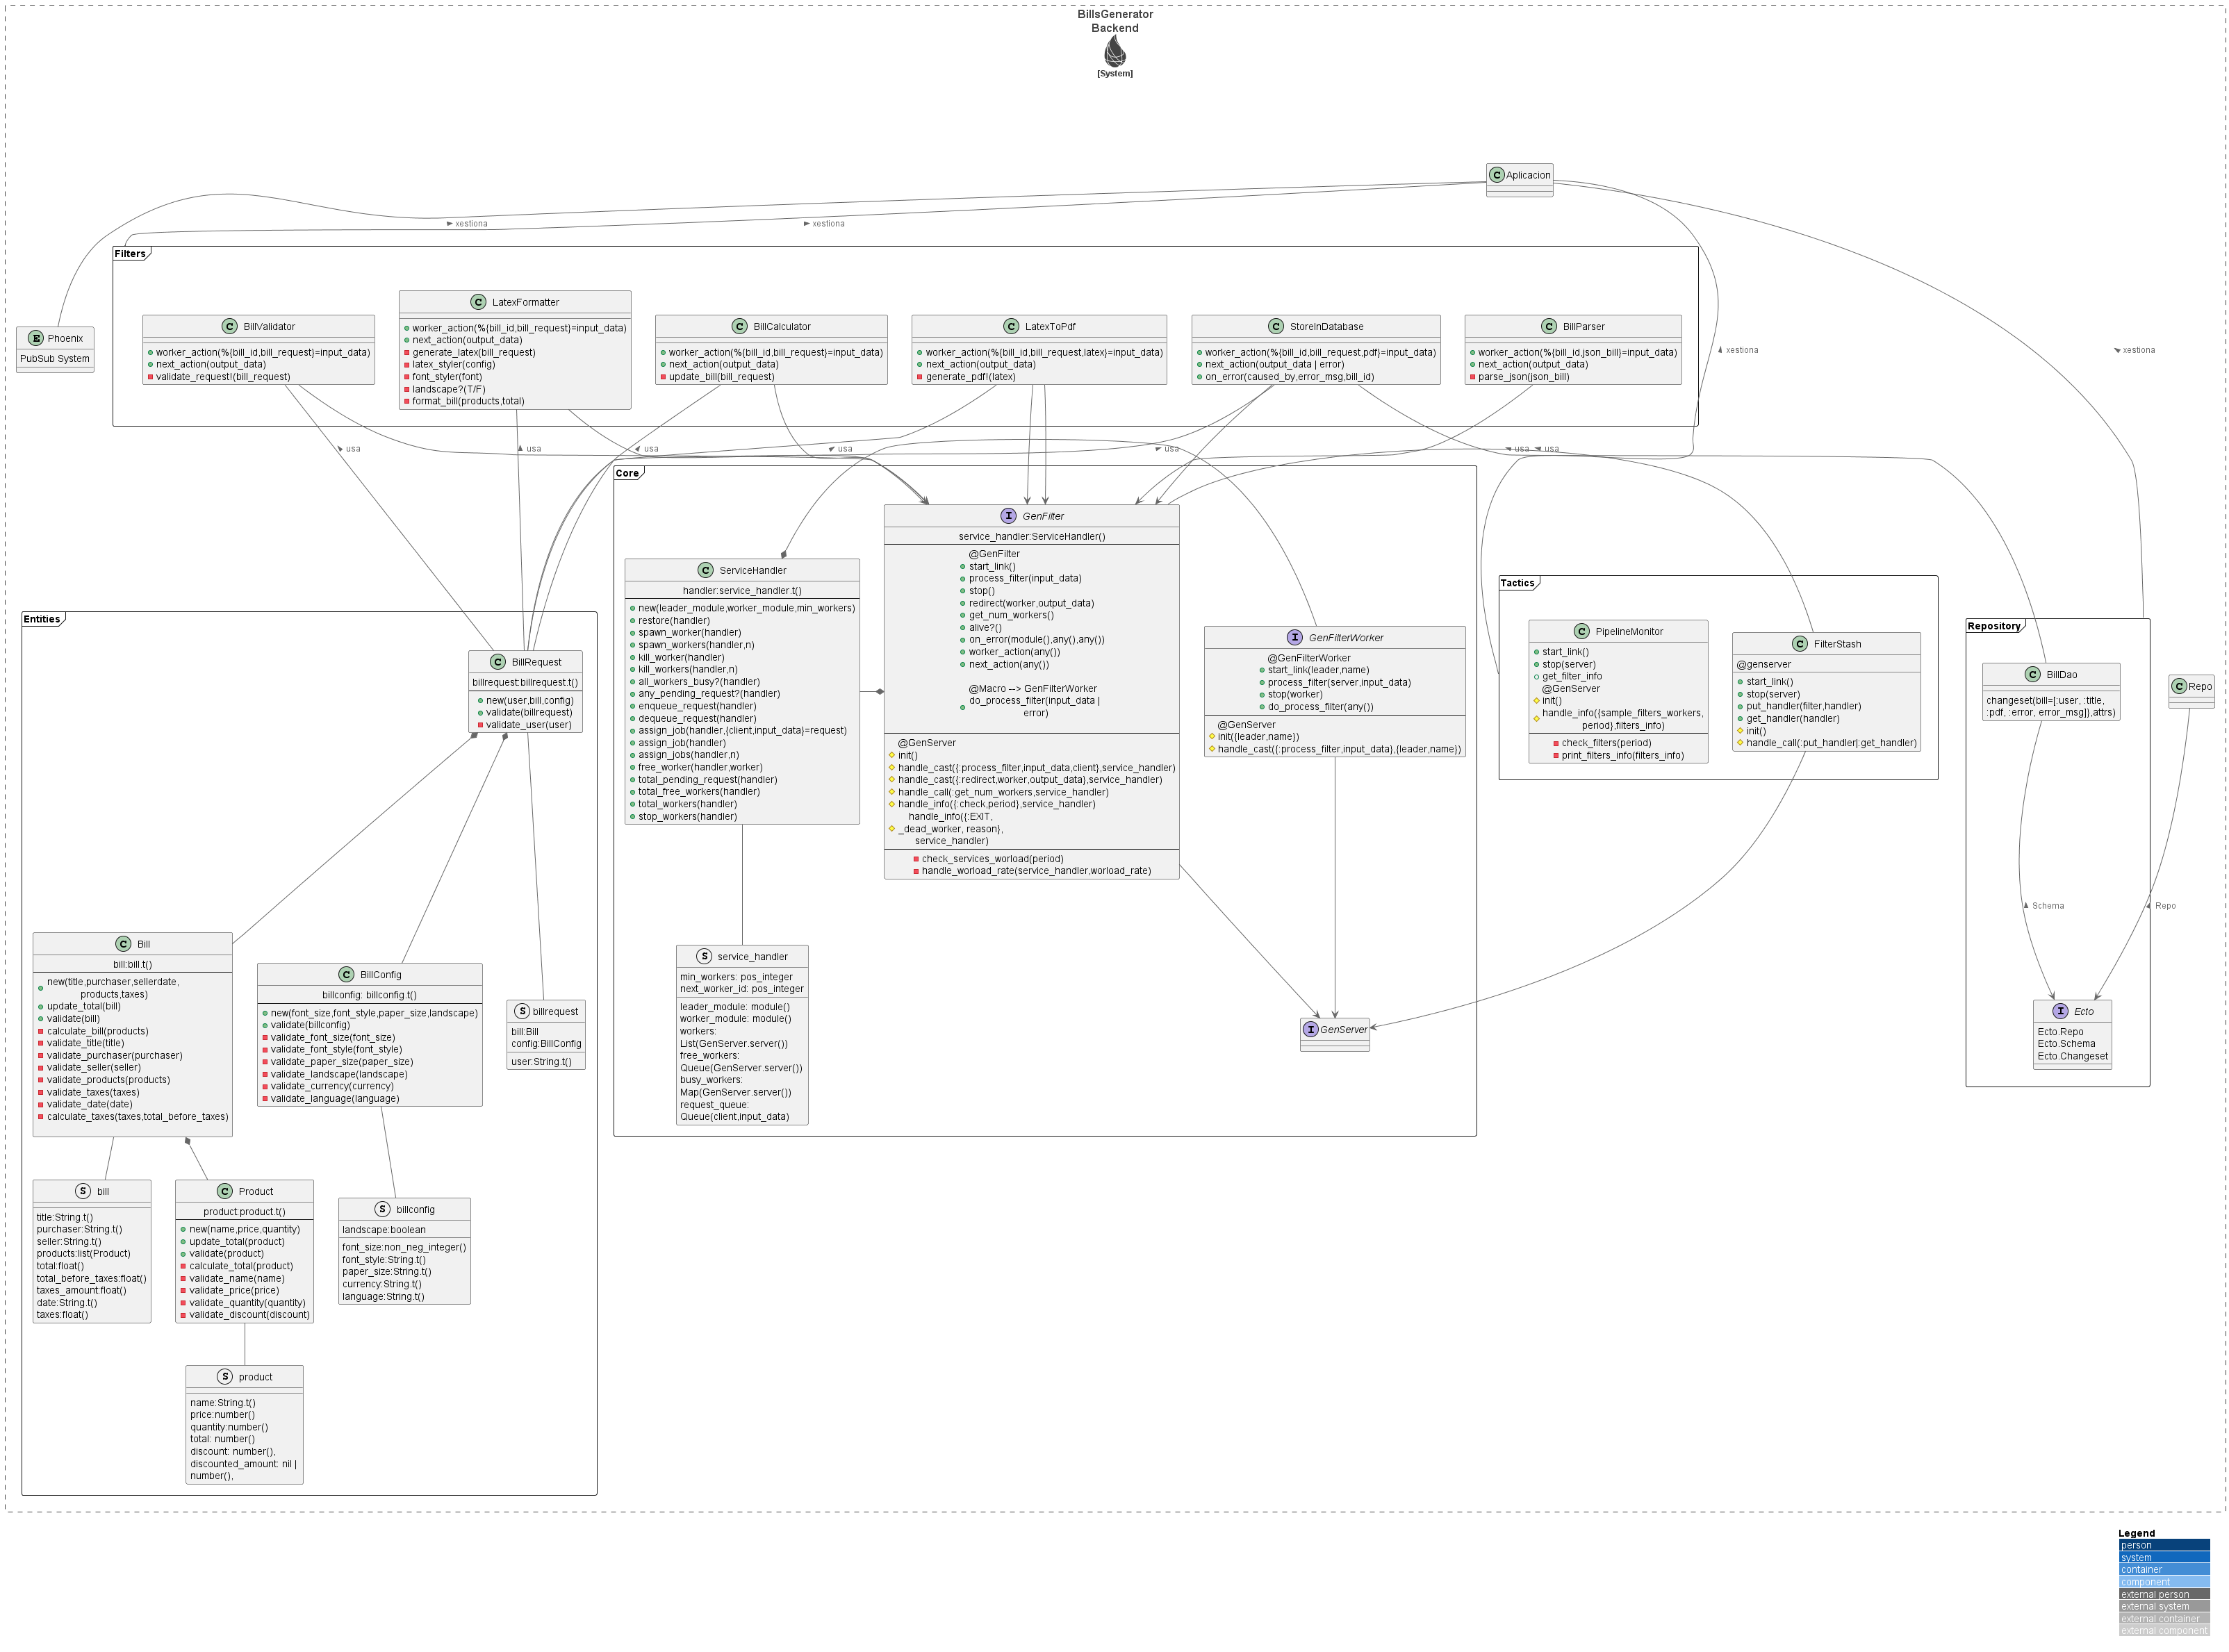 BillsGenerator
Backend
[System]
Aplicacion
xestiona
xestiona
xestiona
xestiona
Filters
Phoenix
PubSub System
BillValidator
worker_action(%{bill_id,bill_request}=input_data)
next_action(output_data)
validate_request!(bill_request)
LatexFormatter
worker_action(%{bill_id,bill_request}=input_data)
next_action(output_data)
generate_latex(bill_request)
latex_styler(config)
font_styler(font)
landscape?(T/F)
format_bill(products,total)
BillCalculator
worker_action(%{bill_id,bill_request}=input_data)
next_action(output_data)
update_bill(bill_request)
LatexToPdf
worker_action(%{bill_id,bill_request,latex}=input_data)
next_action(output_data)
generate_pdf!(latex)
StoreInDatabase
worker_action(%{bill_id,bill_request,pdf}=input_data)
next_action(output_data | error)
on_error(caused_by,error_msg,bill_id)
BillParser
worker_action(%{bill_id,json_bill}=input_data)
next_action(output_data)
parse_json(json_bill)
usa
usa
usa
usa
usa
usa
usa
Core
GenFilter
service_handler:ServiceHandler()
@GenFilter
start_link()
process_filter(input_data)
stop()
redirect(worker,output_data)
get_num_workers()
alive?()
on_error(module(),any(),any())
worker_action(any())
next_action(any())
@Macro --> GenFilterWorker
do_process_filter(input_data |
error)
@GenServer
init()
handle_cast({:process_filter,input_data,client},service_handler)
handle_cast({:redirect,worker,output_data},service_handler)
handle_call(:get_num_workers,service_handler)
handle_info({:check,period},service_handler)
handle_info({:EXIT,
_dead_worker, reason},
service_handler)
check_services_worload(period)
handle_worload_rate(service_handler,worload_rate)
ServiceHandler
handler:service_handler.t()
new(leader_module,worker_module,min_workers)
restore(handler)
spawn_worker(handler)
spawn_workers(handler,n)
kill_worker(handler)
kill_workers(handler,n)
all_workers_busy?(handler)
any_pending_request?(handler)
enqueue_request(handler)
dequeue_request(handler)
assign_job(handler,{client,input_data}=request)
assign_job(handler)
assign_jobs(handler,n)
free_worker(handler,worker)
total_pending_request(handler)
total_free_workers(handler)
total_workers(handler)
stop_workers(handler)
GenFilterWorker
@GenFilterWorker
start_link(leader,name)
process_filter(server,input_data)
stop(worker)
do_process_filter(any())
@GenServer
init({leader,name})
handle_cast({:process_filter,input_data},{leader,name})
service_handler
min_workers: pos_integer
next_worker_id: pos_integer
leader_module: module()
worker_module: module()
workers:
List(GenServer.server())
free_workers:
Queue(GenServer.server())
busy_workers:
Map(GenServer.server())
request_queue:
Queue(client,input_data)
GenServer
Tactics
PipelineMonitor
start_link()
stop(server)
get_filter_info
@GenServer
init()
handle_info({sample_filters_workers,
period},filters_info)
check_filters(period)
print_filters_info(filters_info)
FilterStash
@genserver
start_link()
stop(server)
put_handler(filter,handler)
get_handler(handler)
init()
handle_call(:put_handler|:get_handler)
Repository
BillDao
changeset(bill=[:user, :title,
:pdf, :error, error_msg]},attrs)
Repo
Schema
Repo
Ecto
Ecto.Repo
Ecto.Schema
Ecto.Changeset
Entities
BillRequest
billrequest:billrequest.t()
new(user,bill,config)
validate(billrequest)
validate_user(user)
Bill
bill:bill.t()
new(title,purchaser,sellerdate,
products,taxes)
update_total(bill)
validate(bill)
calculate_bill(products)
validate_title(title)
validate_purchaser(purchaser)
validate_seller(seller)
validate_products(products)
validate_taxes(taxes)
validate_date(date)
calculate_taxes(taxes,total_before_taxes)
BillConfig
billconfig: billconfig.t()
new(font_size,font_style,paper_size,landscape)
validate(billconfig)
validate_font_size(font_size)
validate_font_style(font_style)
validate_paper_size(paper_size)
validate_landscape(landscape)
validate_currency(currency)
validate_language(language)
billrequest
bill:Bill
config:BillConfig
user:String.t()
bill
title:String.t()
purchaser:String.t()
seller:String.t()
products:list(Product)
total:float()
total_before_taxes:float()
taxes_amount:float()
date:String.t()
taxes:float()
Product
product:product.t()
new(name,price,quantity)
update_total(product)
validate(product)
calculate_total(product)
validate_name(name)
validate_price(price)
validate_quantity(quantity)
validate_discount(discount)
billconfig
landscape:boolean
font_size:non_neg_integer()
font_style:String.t()
paper_size:String.t()
currency:String.t()
language:String.t()
product
name:String.t()
price:number()
quantity:number()
total: number()
discount: number(),
discounted_amount: nil |
number(),
Legend
person
system
container
component
external person
external system
external container
external component